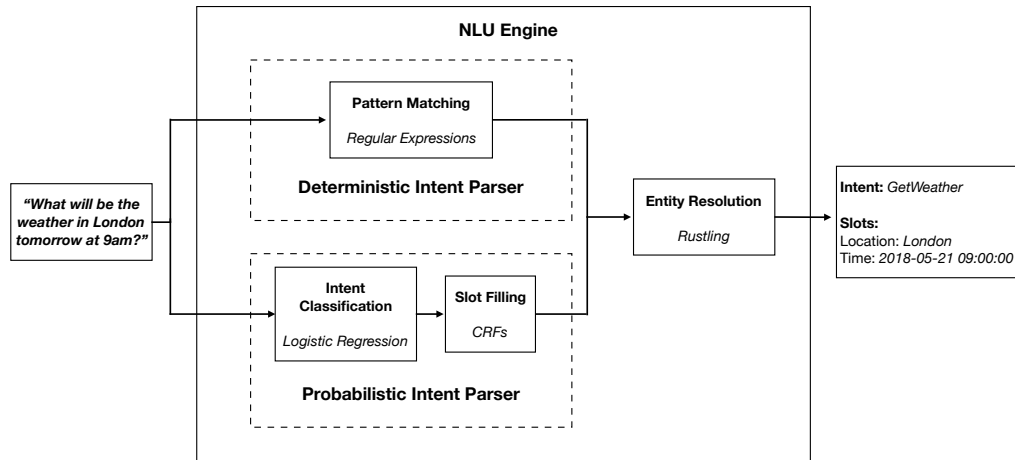 NLU Engine
Pattern Matching
Regular Expressions
Deterministic Intent Parser
“What will be the
weather in London
tomorrow at 9am?”
Intent
Classification
Logistic Regression
Slot Filling
CRFs
Probabilistic Intent Parser
Entity Resolution
Rustling
Intent: GetWeather
Slots:
Location: London
Time: 2018-05-21 09:00:00